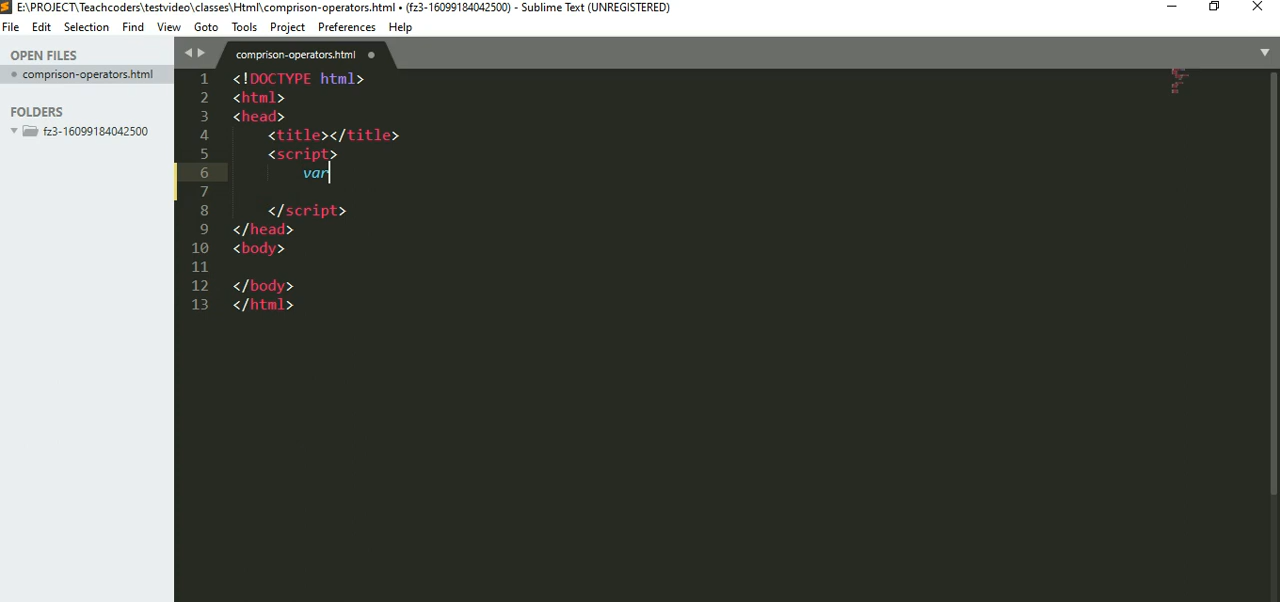 E:\PROJECT\Teachcoders\testvideo\classes\Html\comprison-operators.html • (fz3-16099184042500) - Sublime Text (UNREGISTERED)
File Edit Selection Find View Goto Tools Project Preferences Help
OPEN FILES
comprison-operators.html
FOLDERS
fz3-16099184042500
comprison-operators.html
1 <!DOCTYPE html>
2 <html>
3 <head>
4 <title></title>
5 <script>
6 var
7
8 </script>
9 </head>
10 <body>
11
12 </body>
13 </html>